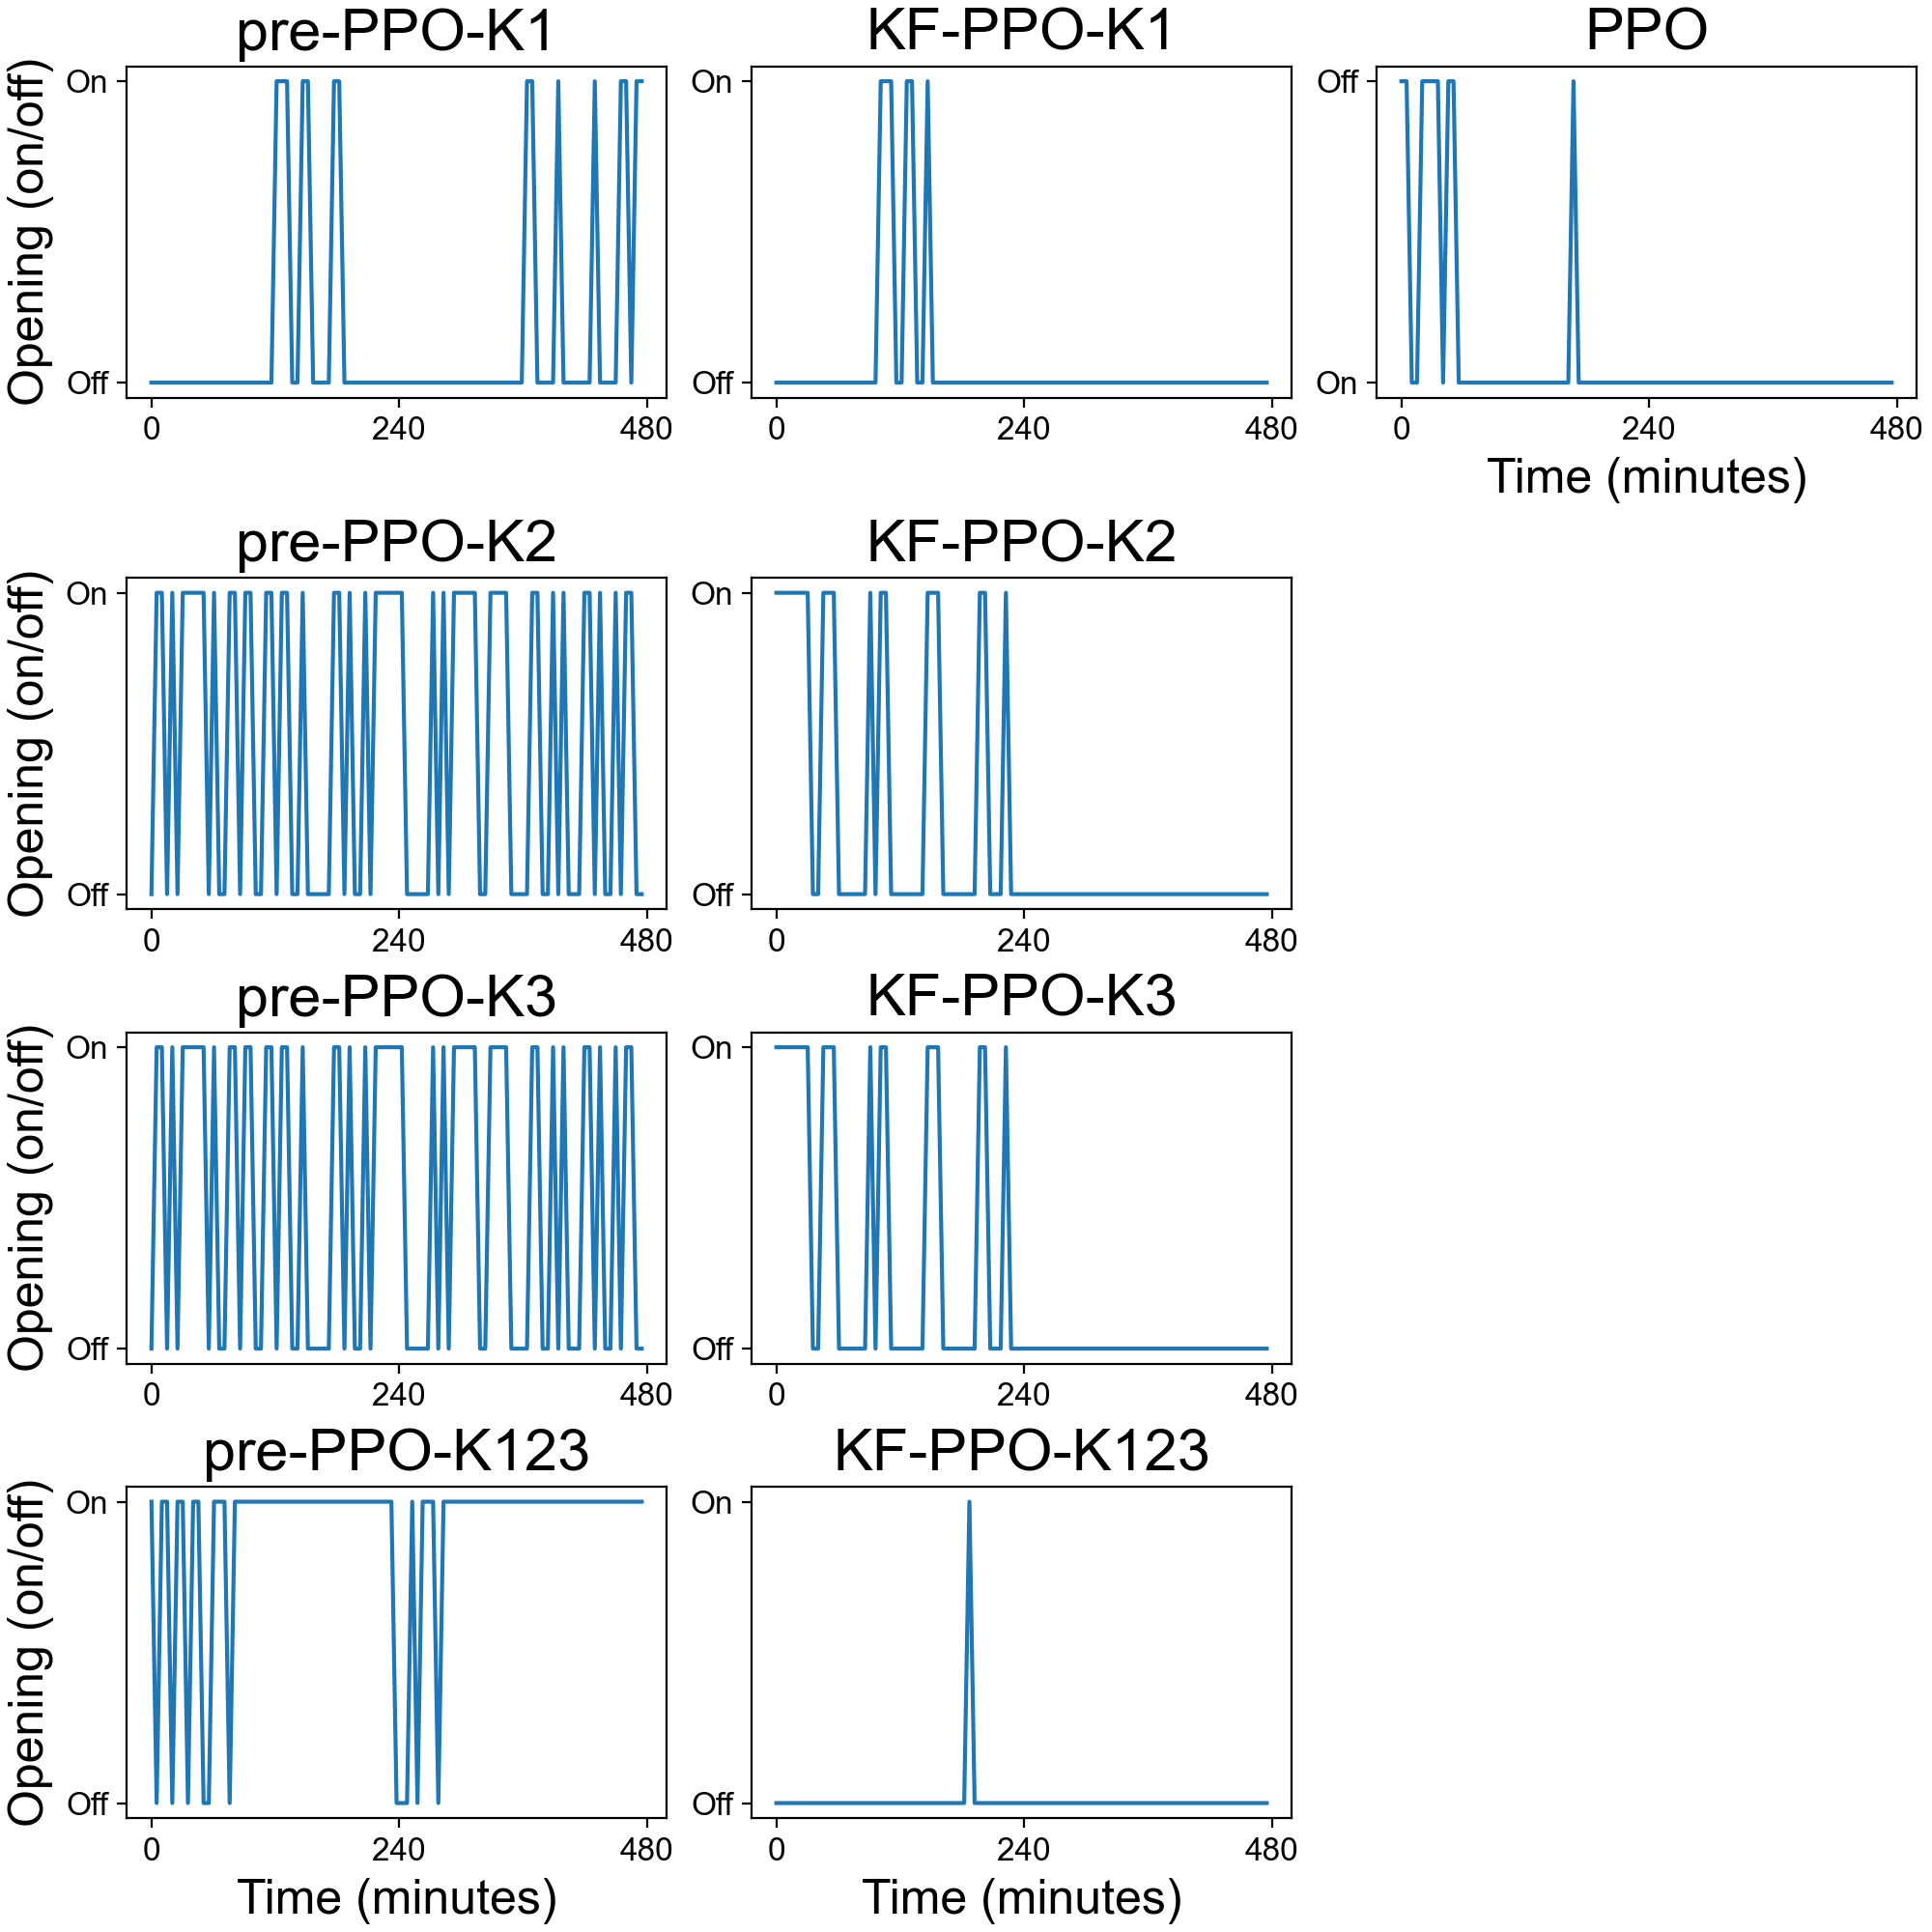 pre-PPO-K1
KF-PPO-K1
PPO
Opening (on/off)
On
Off
0 240 480
On
Off
0 240 480
Off
On
0 240 480
Time (minutes)
pre-PPO-K2
KF-PPO-K2
Opening (on/off)
On
Off
0 240 480
On
Off
0 240 480
pre-PPO-K3
KF-PPO-K3
Opening (on/off)
On
Off
0 240 480
On
Off
0 240 480
pre-PPO-K123
KF-PPO-K123
Opening (on/off)
On
Off
0 240 480
Time (minutes)
On
Off
0 240 480
Time (minutes)